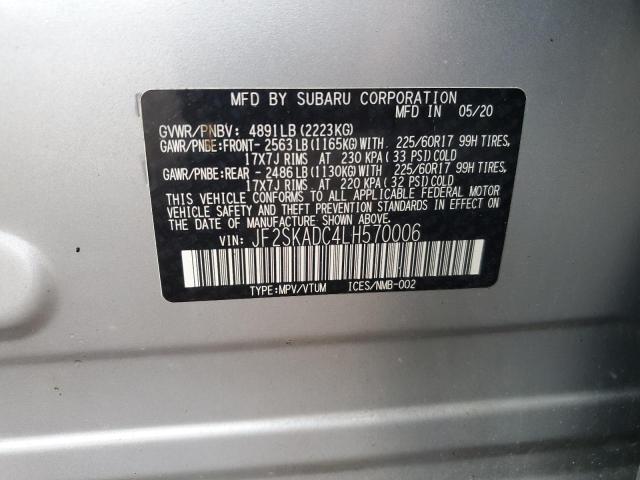 MFD BY SUBARU CORPORATION
MFD IN 05/20
GVWR/PNBV: 4891LB(2223KG)
GAWR/PNBE:FRONT- 2563LB(1165KG)WITH 225/60R17 99H TIRES,
17X7J RIMS AT 230 KPA(33 PSI)COLD
GAWR/PNBE:REAR - 2486LB(1130KG)WITH 225/60R17 99H TIRES,
17X7J RIMS AT 220 KPA(32 PSI)COLD
THIS VEHICLE CONFORMS TO ALL APPLICABLE FEDERAL MOTOR
VEHICLE SAFETY AND THEFT PREVENTION STANDARDS IN EFFECT ON
THE DATE OF MANUFACTURE SHOWN ABOVE.
VIN: JF2SKADC4LH570006
TYPE:MPV/VTUM ICES/NMB-002